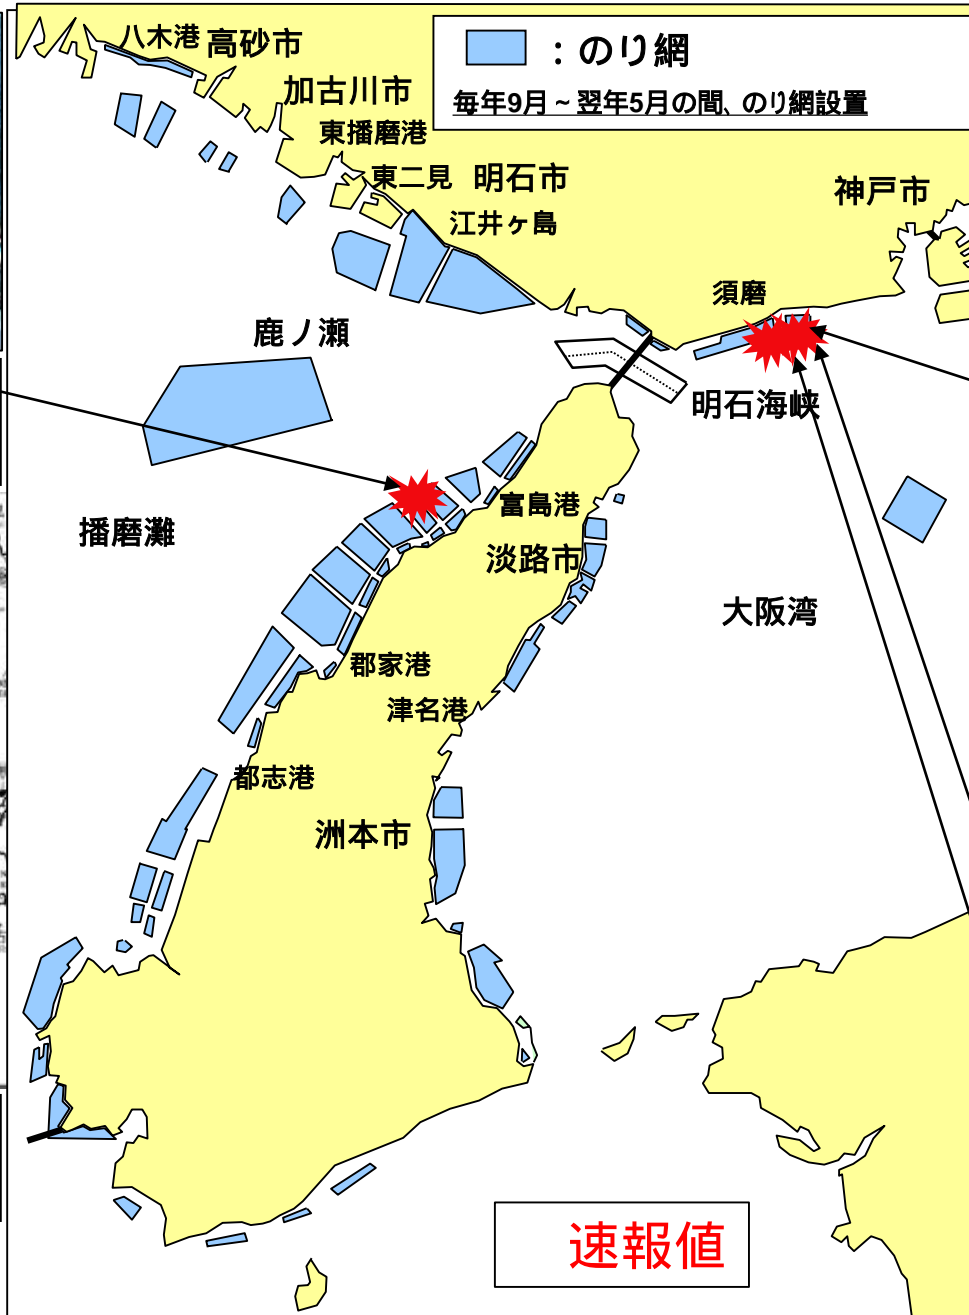 八木港
高砂市
：のり網
毎年9月～翌年5月の間、のり網設置
加古川市
東播磨港
東二見
明石市
神戸市
江井ヶ島
須磨
鹿ノ瀬
明石海峡
富島港
播磨灘
淡路市
大阪湾
郡家港
津名港
都志港
洲本市
速報値